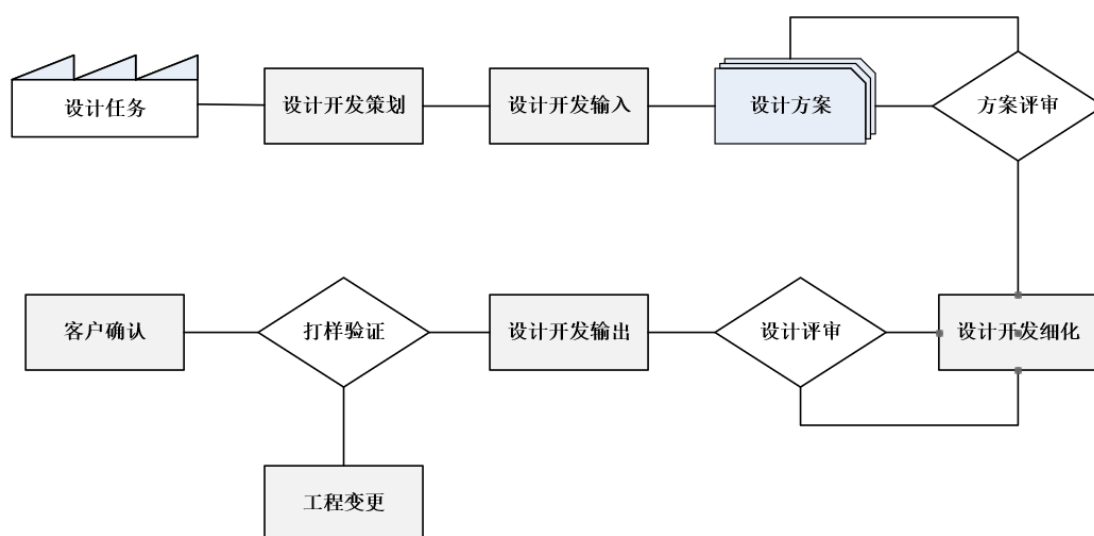 设计任务
设计开发策划
设计开发输入
设计方案
方案评审
客户确认
打样验证
设计开发输出
设计评审
设计开发细化
工程变更